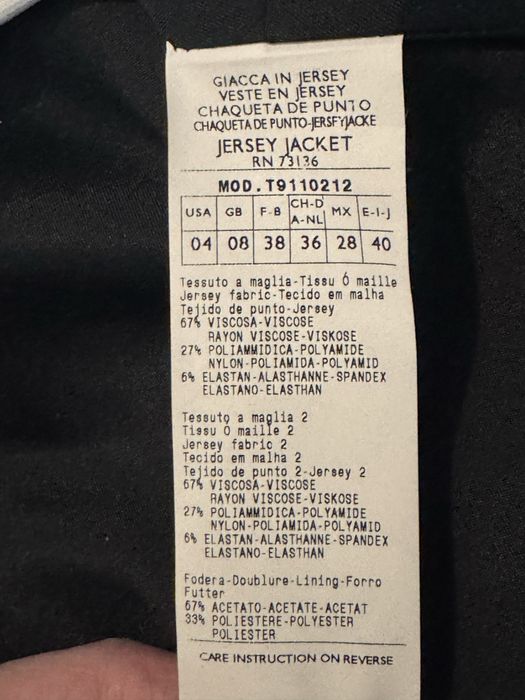 GIACCA IN JERSEY
VESTE EN JERSEY
CHAQUETA DE PUNTO
CHAQUETA DE PUNTO-JERSEYJACKE
JERSEY JACKET
RN 73136
MOD.T9110212
USA GB F-B CH-D A-NL MX E-I-J
04 08 38 36 28 40
Tessuto a maglia-Tissu Ó maille
Jersey fabric-Tecido em malha
Tejido de punto-Jersey
67% VISCOSA-VISCOSE
RAYON VISCOSE-VISKOSE
27% POLIAMMIDICA-POLYAMIDE
NYLON-POLIAMIDA-POLYAMID
6% ELASTAN-ALASTHANNE-SPANDEX
ELASTANO-ELASTHAN
Tessuto a maglia 2
Tissu Ó maille 2
Jersey fabric 2
Tecido em malha 2
Tejido de punto 2-Jersey 2
67% VISCOSA-VISCOSE
RAYON VISCOSE-VISKOSE
27% POLIAMMIDICA-POLYAMIDE
NYLON-POLIAMIDA-POLYAMID
6% ELASTAN-ALASTHANNE-SPANDEX
ELASTANO-ELASTHAN
Fodera-Doublure-Lining-Forro
Futter
67% ACETATO-ACETATE-ACETAT
33% POLIESTERE-POLYESTER
POLIESTER
CARE INSTRUCTION ON REVERSE